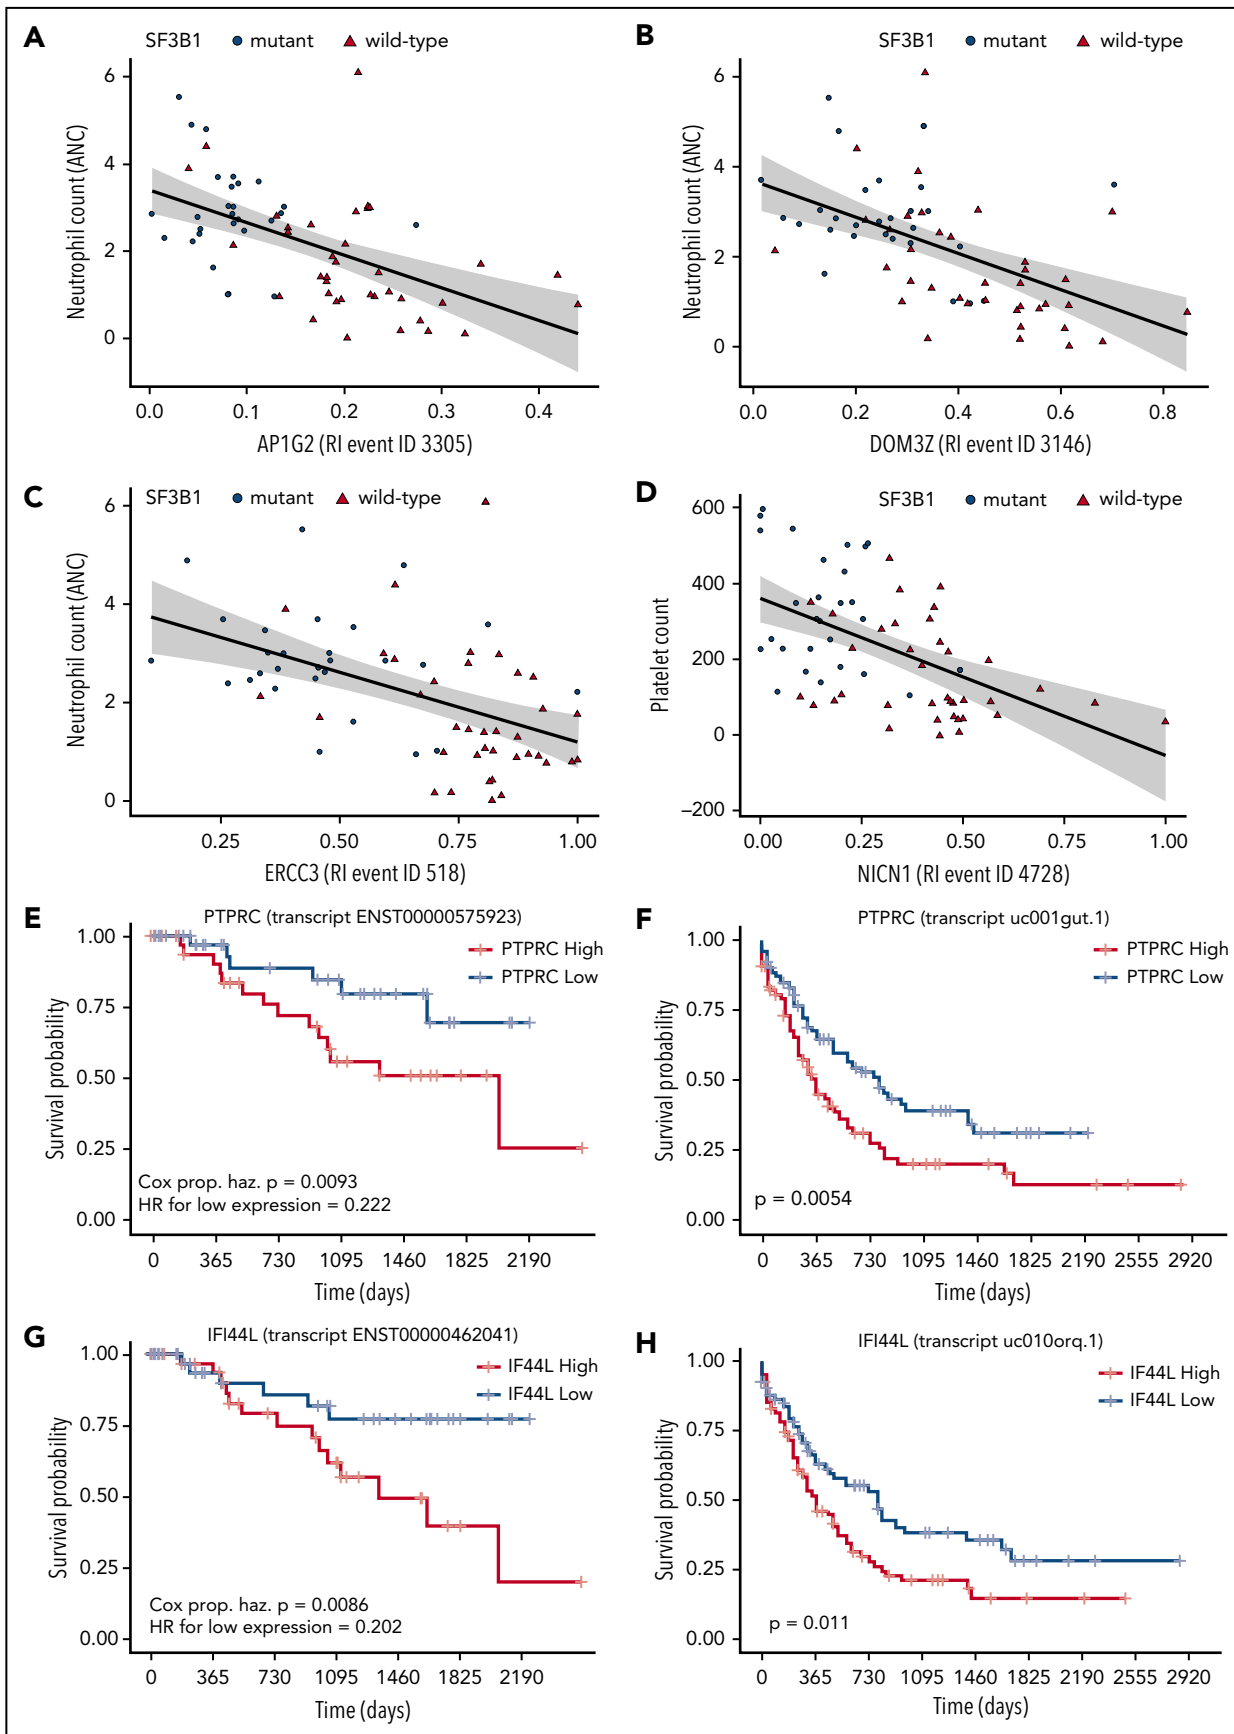 A
SF3B1 mutant wild-type
Neutrophil count (ANC)
6
4
2
0
0.0 0.1 0.2 0.3 0.4
AP1G2 (RI event ID 3305)
B
SF3B1 mutant wild-type
Neutrophil count (ANC)
6
4
2
0
0.0 0.2 0.4 0.6 0.8
DOM3Z (RI event ID 3146)
C
SF3B1 mutant wild-type
Neutrophil count (ANC)
6
4
2
0
0.25 0.50 0.75 1.00
ERCC3 (RI event ID 518)
D
SF3B1 mutant wild-type
Platelet count
600
400
200
0
−200
0.00 0.25 0.50 0.75 1.00
NICN1 (RI event ID 4728)
E
PTPRC (transcript ENST00000575923)
PTPRC High
PTPRC Low
Survival probability
1.00
0.75
0.50
0.25
0.00
Cox prop. haz. p = 0.0093
HR for low expression = 0.222
0 365 730 1095 1460 1825 2190
Time (days)
F
PTPRC (transcript uc001gut.1)
PTPRC High
PTPRC Low
Survival probability
1.00
0.75
0.50
0.25
0.00
p = 0.0054
0 365 730 1095 1460 1825 2190 2555 2920
Time (days)
G
IFI44L (transcript ENST00000462041)
IF44L High
IF44L Low
Survival probability
1.00
0.75
0.50
0.25
0.00
Cox prop. haz. p = 0.0086
HR for low expression = 0.202
0 365 730 1095 1460 1825 2190
Time (days)
H
IFI44L (transcript uc010orq.1)
IF44L High
IF44L Low
Survival probability
1.00
0.75
0.50
0.25
0.00
p = 0.011
0 365 730 1095 1460 1825 2190 2555 2920
Time (days)